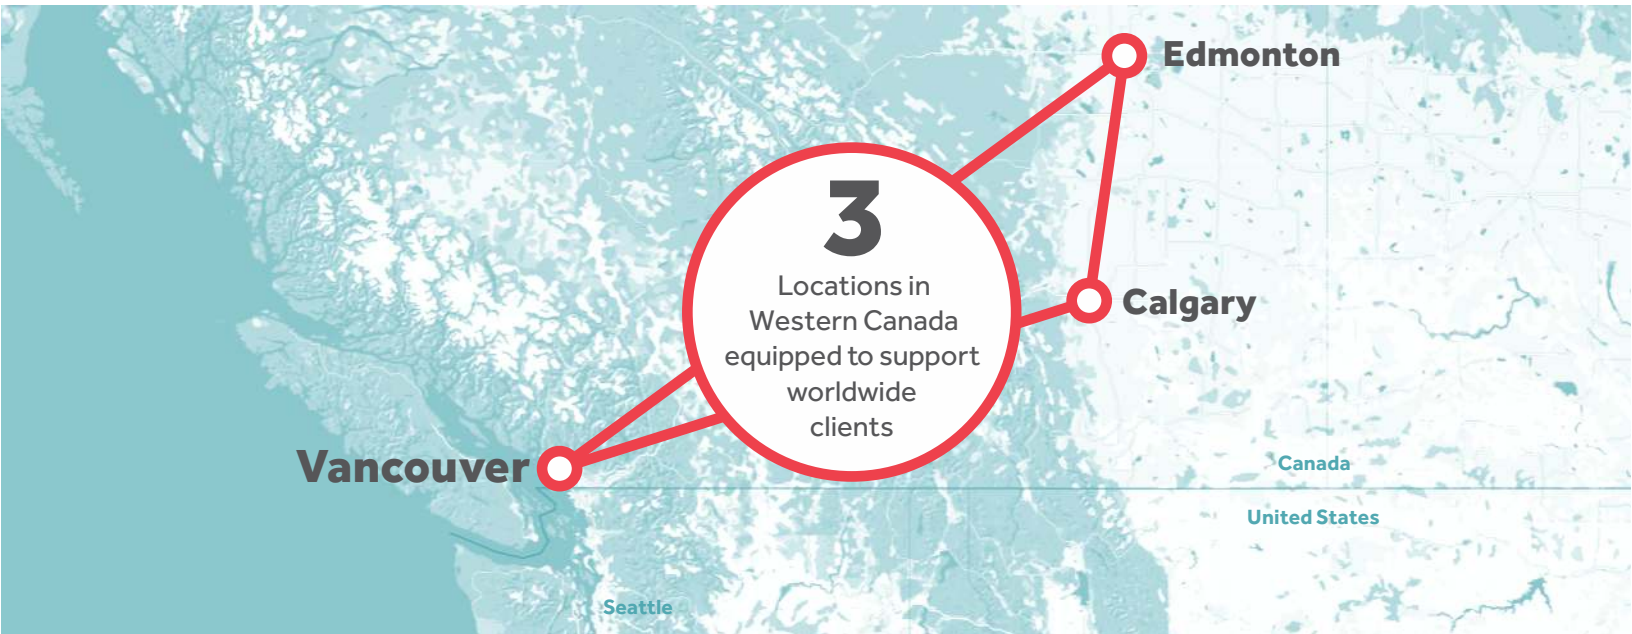 Edmonton
3
Locations in
Western Canada
equipped to support
worldwide
clients
Calgary
Vancouver
Canada
United States
Seattle